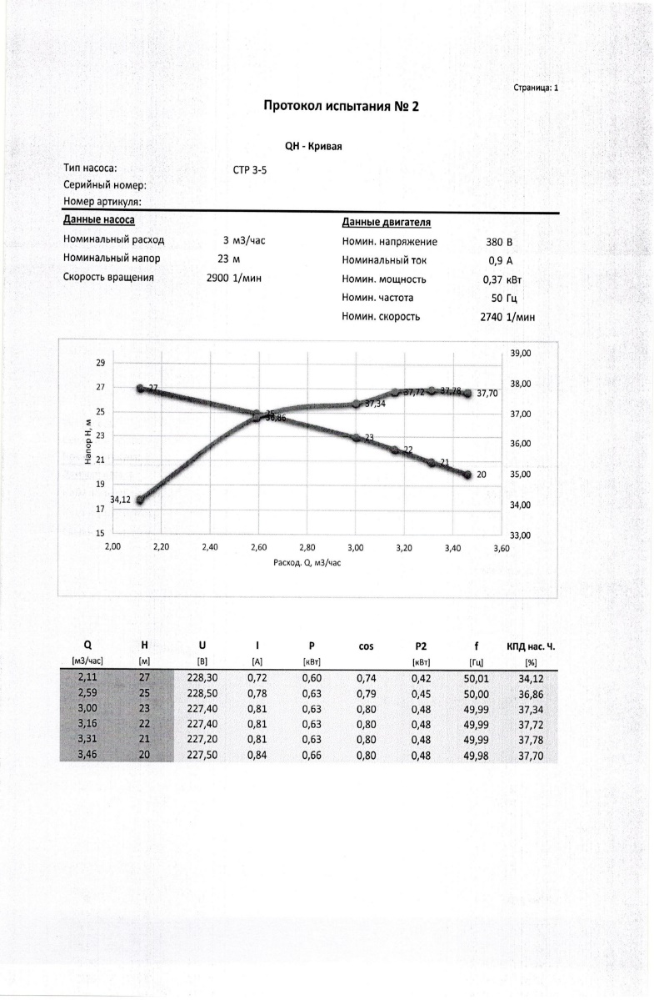 Страница: 1
Протокол испытания № 2
QH - Кривая
Тип насоса: СТР 3-5
Серийный номер:
Номер артикуля:
Данные насоса Данные двигателя
Номинальный расход 3 м3/час Номин. напряжение 380 В
Номинальный напор 23 м Номинальный ток 0,9 А
Скорость вращения 2900 1/мин Номин. мощность 0,37 кВт
Номин. частота 50 Гц
Номин. скорость 2740 1/мин
39,00
29
27 27 38,00
37,72 37,78 37,70
25 25 36,86 37,34 37,00
Напор Н, м
23 23 36,00
22
21 21 35,00
20
19
34,12 34,00
17
15 33,00
2,00 2,20 2,40 2,60 2,80 3,00 3,20 3,40 3,60
Расход. Q, м3/час
Q H U I P cos P2 f КПД нас. Ч.
[м3/час] [м] [В] [А] [кВт] [кВт] [Гц] [%]
2,11 27 228,30 0,72 0,60 0,74 0,42 50,01 34,12
2,59 25 228,50 0,78 0,63 0,79 0,45 50,00 36,86
3,00 23 227,40 0,81 0,63 0,80 0,48 49,99 37,34
3,16 22 227,40 0,81 0,63 0,80 0,48 49,99 37,72
3,31 21 227,20 0,81 0,63 0,80 0,48 49,99 37,78
3,46 20 227,50 0,84 0,66 0,80 0,48 49,98 37,70